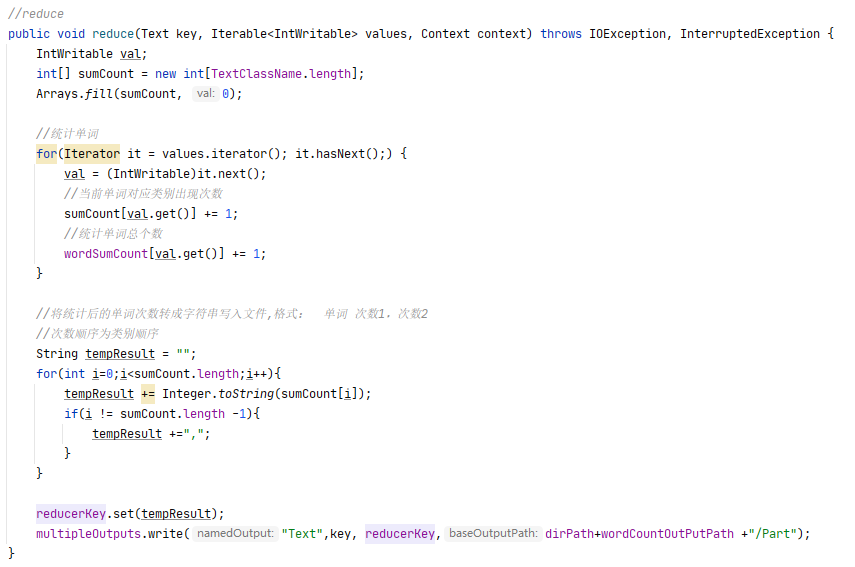 //reduce
public void reduce(Text key, Iterable<IntWritable> values, Context context) throws IOException, InterruptedException {
    IntWritable val;
    int[] sumCount = new int[TextClassName.length];
    Arrays.fill(sumCount, val: 0);

    //统计单词
    for(Iterator it = values.iterator(); it.hasNext();) {
        val = (IntWritable)it.next();
        //当前单词对应类别出现次数
        sumCount[val.get()] += 1;
        //统计单词总个数
        wordSumCount[val.get()] += 1;
    }

    //将统计后的单词次数转成字符串写入文件,格式：  单词 次数1. 次数2
    //次数顺序为类别顺序
    String tempResult = "";
    for(int i=0;i<sumCount.length;i++){
        tempResult += Integer.toString(sumCount[i]);
        if(i != sumCount.length -1){
            tempResult +=",";
        }
    }

    reducerKey.set(tempResult);
    multipleOutputs.write( namedOutput: "Text",key, reducerKey, baseOutputPath: dirPath+wordCountOutPutPath +"/Part");
}